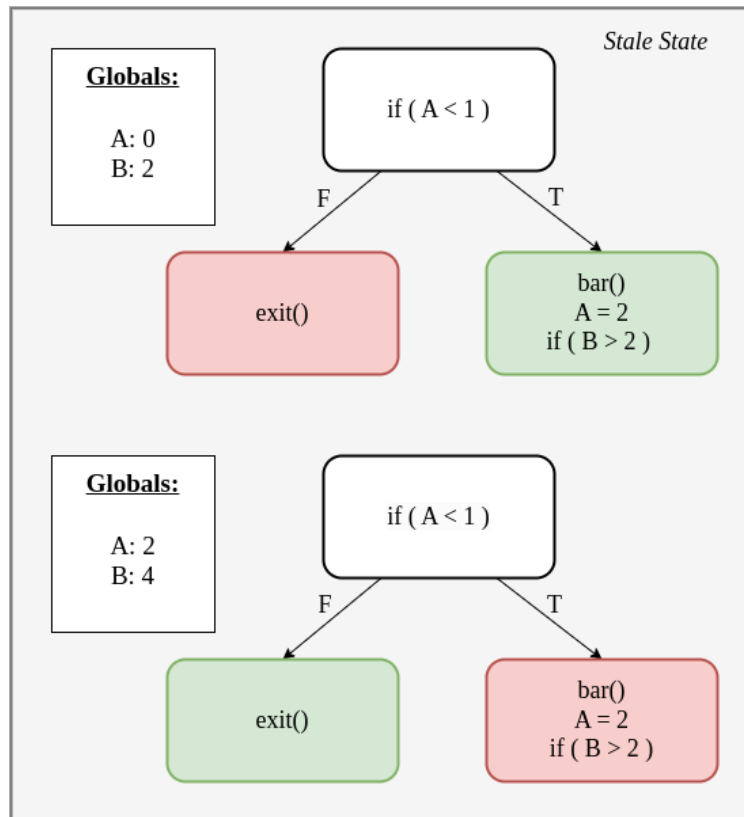 Stale State
Globals:
A: 0
B: 2
if ( A < 1 )
F
T
exit()
bar()
A = 2
if ( B > 2 )
Globals:
A: 2
B: 4
if ( A < 1 )
F
T
exit()
bar()
A = 2
if ( B > 2 )